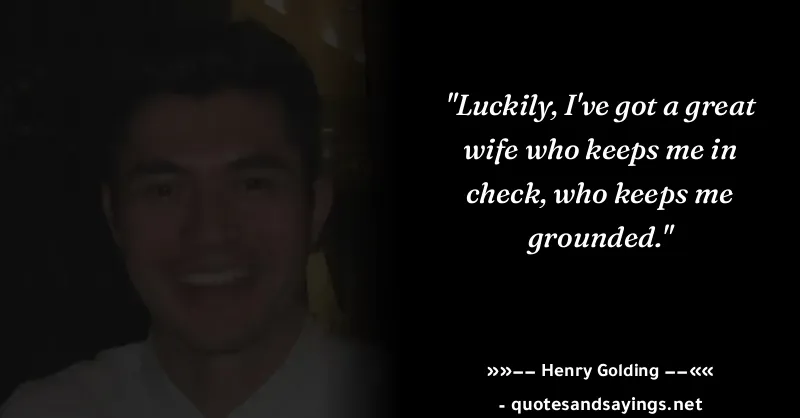 "Luckily, I've got a great
wife who keeps me in
check, who keeps me
grounded."
»»−− Henry Golding −−««
- quotesandsayings.net